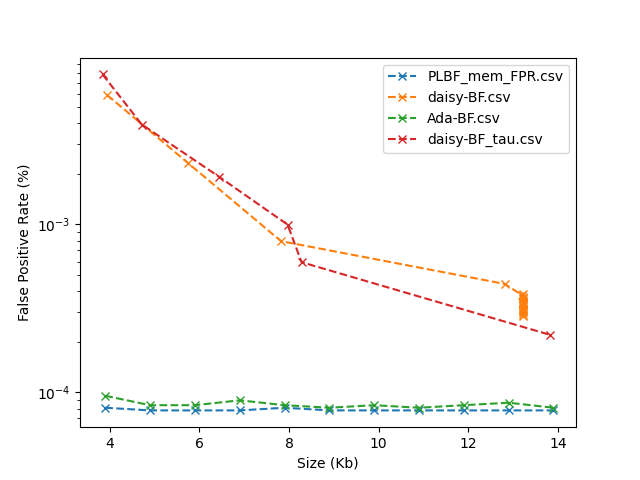 PLBF_mem_FPR.csv
daisy-BF.csv
Ada-BF.csv
daisy-BF_tau.csv
False Positive Rate (%)
10⁻³
10⁻⁴
4 6 8 10 12 14
Size (Kb)